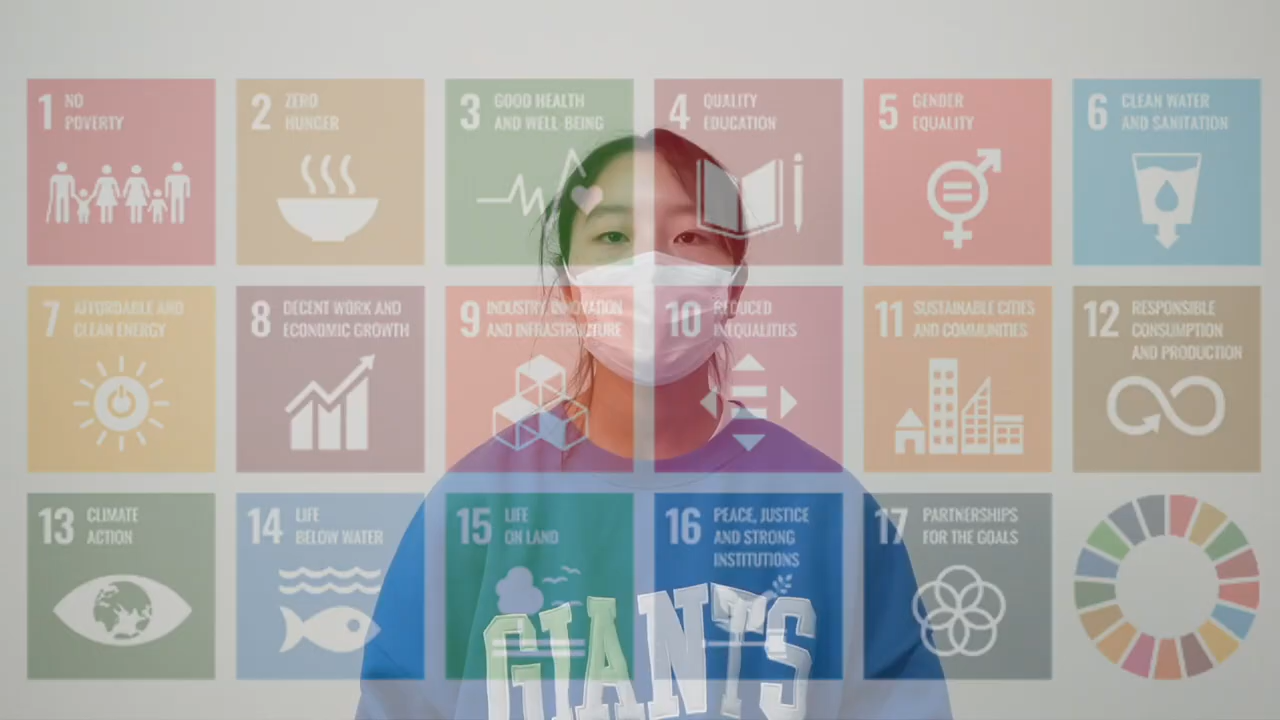 1 NO
POVERTY
2 ZERO
HUNGER
3 GOOD HEALTH
AND WELL-BEING
4 QUALITY
EDUCATION
5 GENDER
EQUALITY
6 CLEAN WATER
AND SANITATION
7 AFFORDABLE AND
CLEAN ENERGY
8 DECENT WORK AND
ECONOMIC GROWTH
9 INDUSTRY, INNOVATION
AND INFRASTRUCTURE
10 REDUCED
INEQUALITIES
11 SUSTAINABLE CITIES
AND COMMUNITIES
12 RESPONSIBLE
CONSUMPTION
AND PRODUCTION
13 CLIMATE
ACTION
14 LIFE
BELOW WATER
15 LIFE
ON LAND
16 PEACE, JUSTICE
AND STRONG
INSTITUTIONS
17 PARTNERSHIPS
FOR THE GOALS
GIANTS